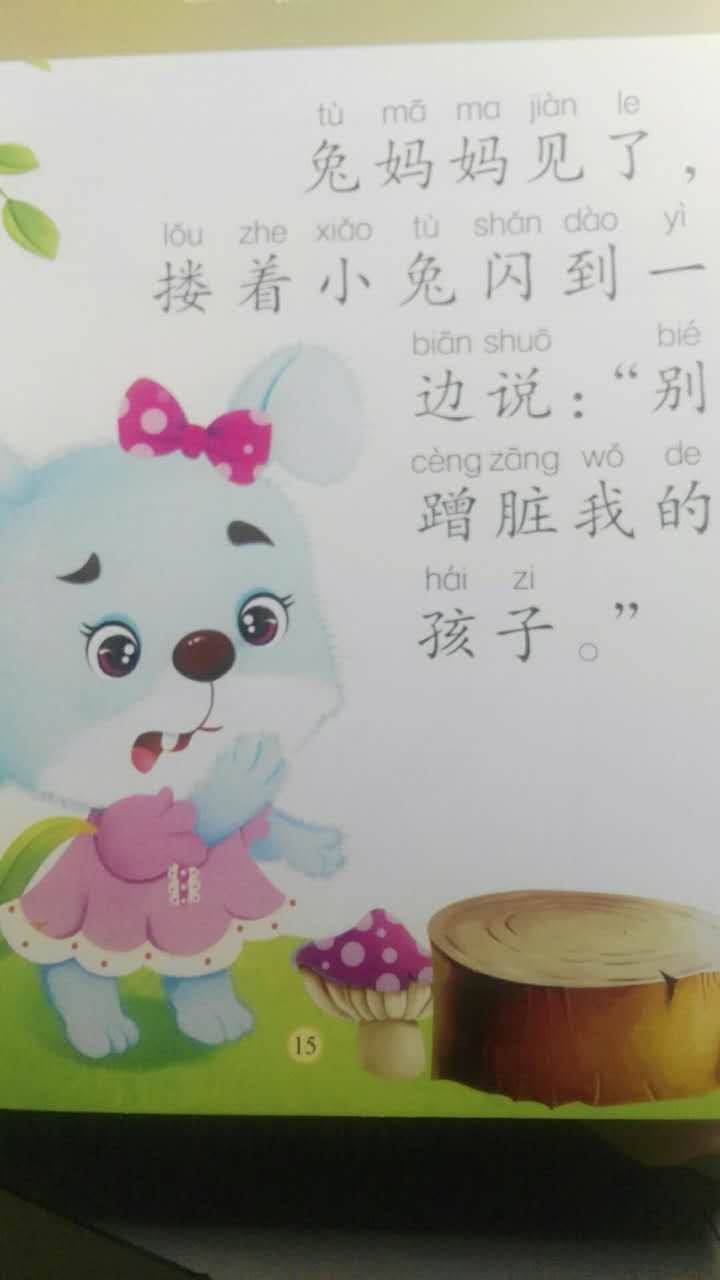 tù mā ma jiàn le
兔妈妈见了，
lǒu zhe xiǎo tù shǎn dào yì
搂着小兔闪到一
biān shuō bié
边说：“别
cèng zāng wǒ de
蹭脏我的
hái zi
孩子。”
15